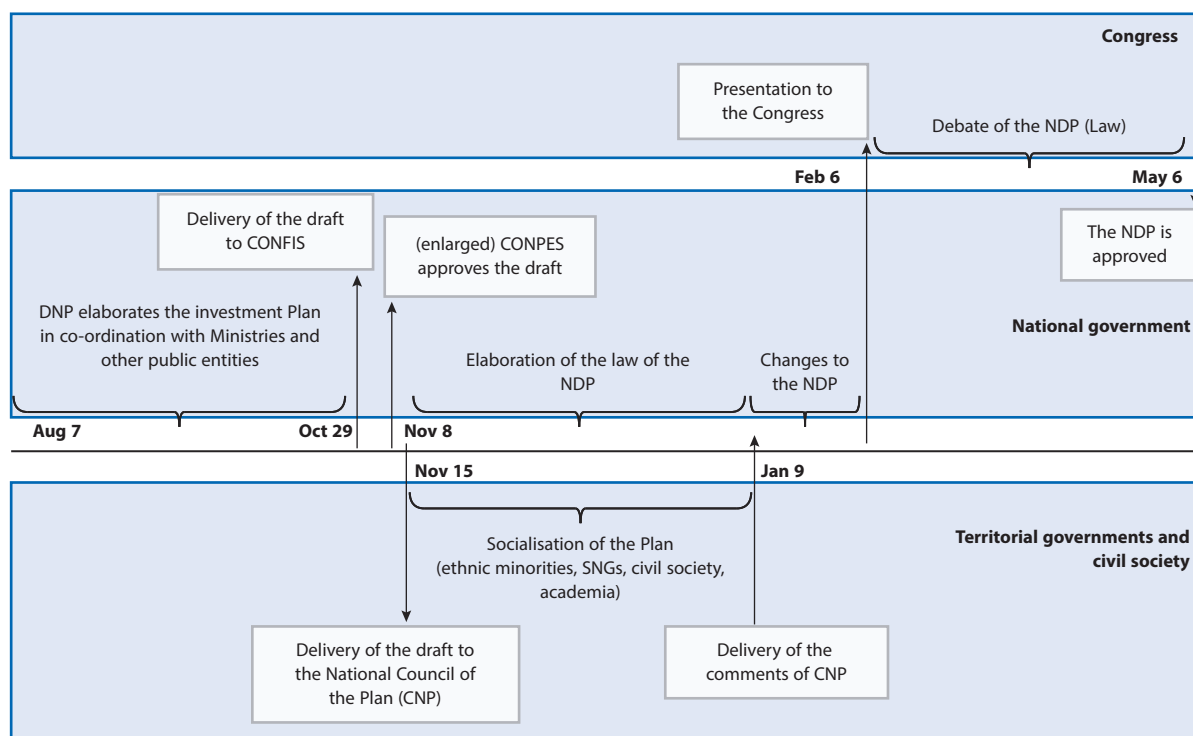 Congress
Presentation to
the Congress
Debate of the NDP (Law)
Feb 6
May 6
Delivery of the draft
to CONFIS
(enlarged) CONPES
approves the draft
The NDP is
approved
DNP elaborates the investment Plan
in co-ordination with Ministries and
other public entities
National government
Elaboration of the law of the
NDP
Changes to
the NDP
Aug 7
Oct 29
Nov 8
Nov 15
Jan 9
Socialisation of the Plan
(ethnic minorities, SNGs, civil society,
academia)
Territorial governments and
civil society
Delivery of the draft to
the National Council of
the Plan (CNP)
Delivery of the
comments of CNP